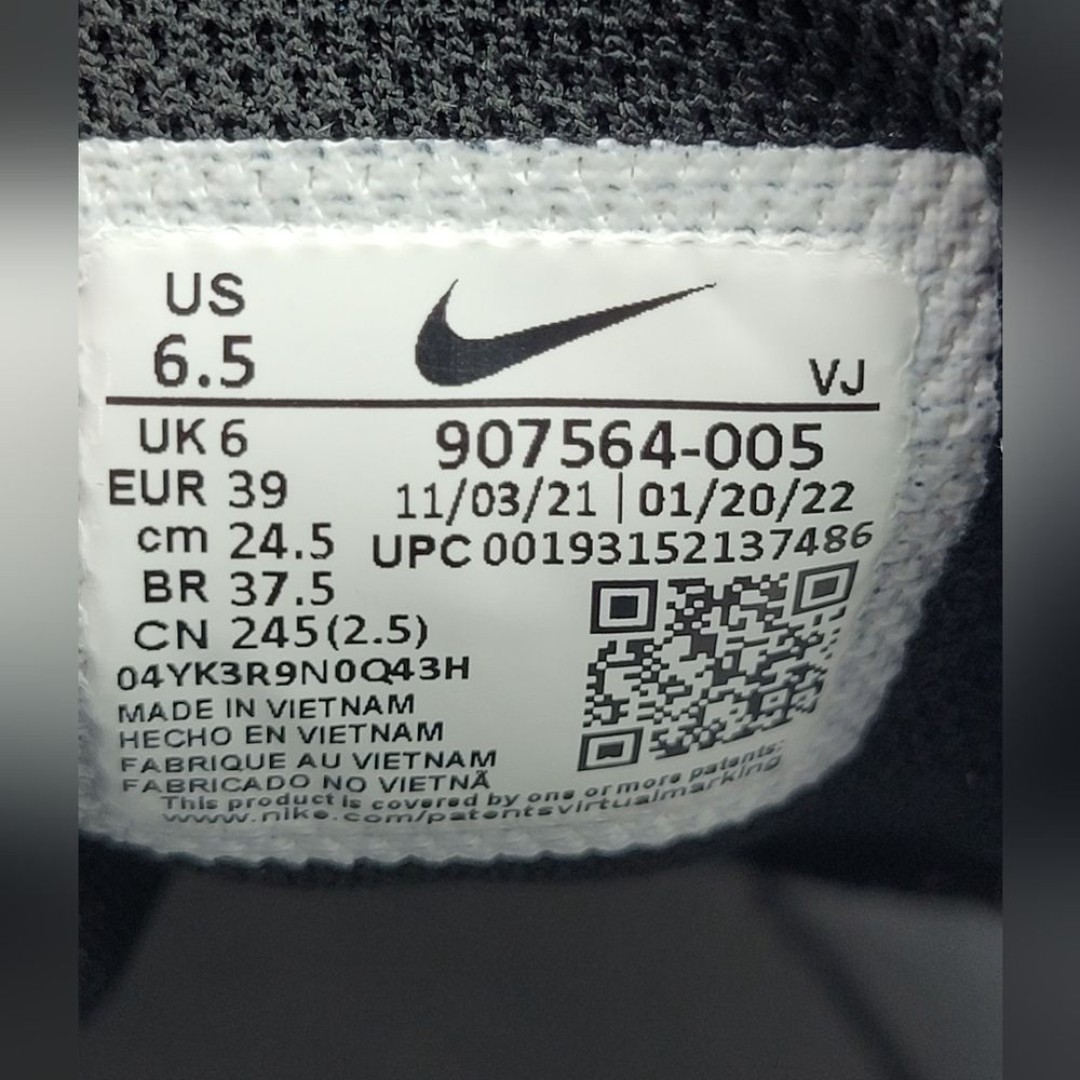 US
6.5
VJ
UK 6
EUR 39
cm 24.5
BR 37.5
CN 245(2.5)
907564-005
11/03/21 | 01/20/22
UPC 00193152137486
04YK3R9N0Q43H
MADE IN VIETNAM
HECHO EN VIETNAM
FABRIQUE AU VIETNAM
FABRICADO NO VIETNÃ
This product is covered by one or more patents:
www.nike.com/patentsvirtualmarking